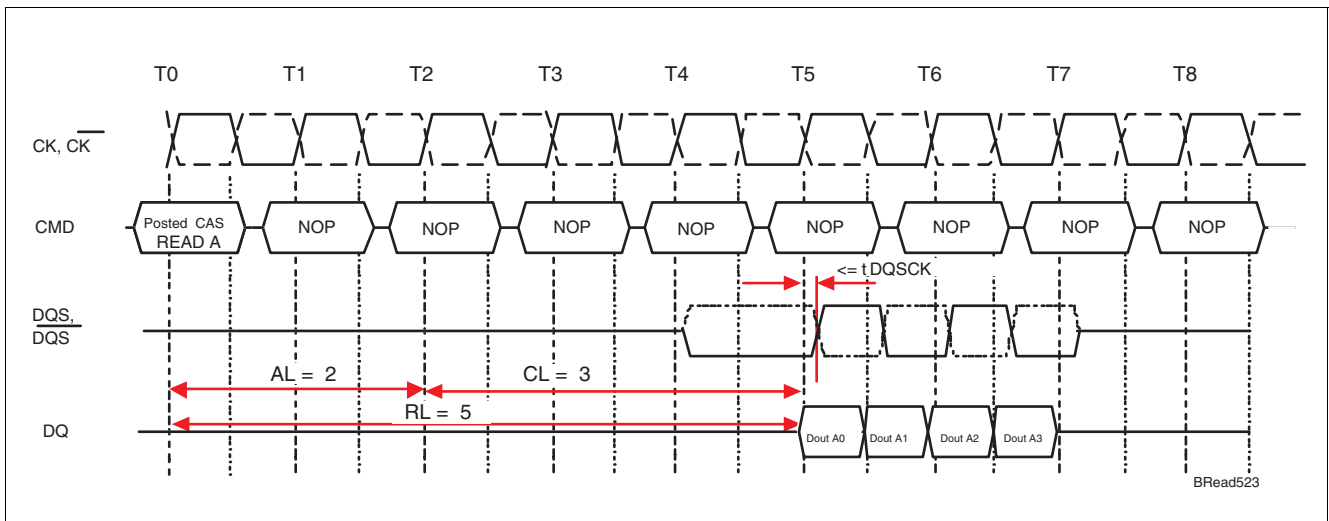 T0 T1 T2 T3 T4 T5 T6 T7 T8
CK, CK
CMD
Posted CAS
READ A
NOP NOP NOP NOP NOP NOP NOP NOP
<= t DQSCK
DQS,
DQS
AL = 2
CL = 3
RL = 5
DQ
Dout A0 Dout A1 Dout A2 Dout A3
BRead523